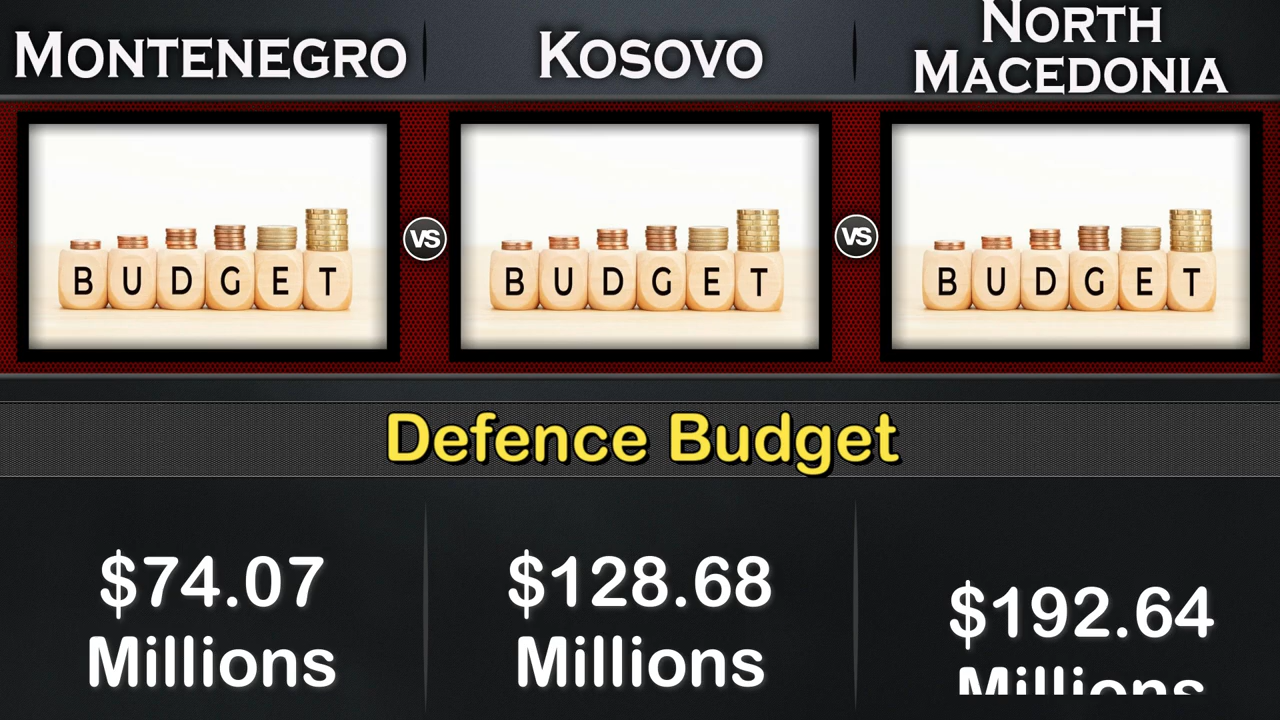 Montenegro
Kosovo
North
Macedonia
BUDGET
VS
BUDGET
VS
BUDGET
Defence Budget
$74.07
Millions
$128.68
Millions
$192.64
Millions